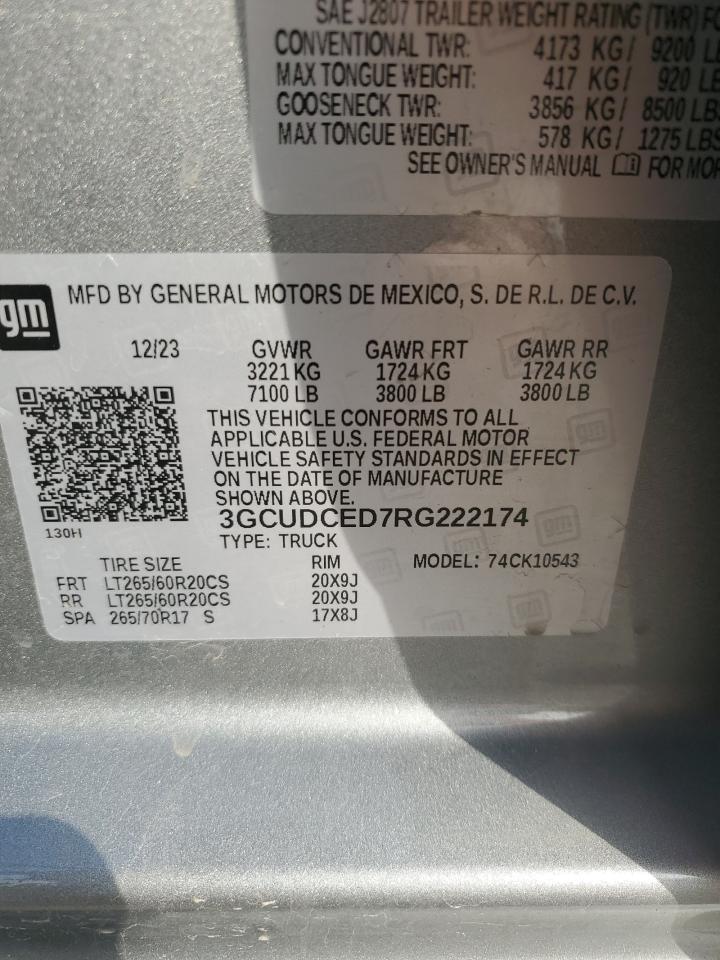 SAE J2807 TRAILER WEIGHT RATING (TWR)
CONVENTIONAL TWR: 4173 KG/ 9200
MAX TONGUE WEIGHT: 417 KG/ 920
GOOSENECK TWR: 3856 KG/ 8500 LBS
MAX TONGUE WEIGHT: 578 KG/ 1275 LBS
SEE OWNER'S MANUAL FOR
gm
MFD BY GENERAL MOTORS DE MEXICO, S. DE R.L. DE C.V.
12/23 GVWR GAWR FRT GAWR RR
3221 KG 1724 KG 1724 KG
7100 LB 3800 LB 3800 LB
THIS VEHICLE CONFORMS TO ALL
APPLICABLE U.S. FEDERAL MOTOR
VEHICLE SAFETY STANDARDS IN EFFECT
ON THE DATE OF MANUFACTURE
SHOWN ABOVE.
3GCUDCED7RG222174
130H
TYPE: TRUCK
TIRE SIZE RIM MODEL: 74CK10543
FRT LT265/60R20CS 20X9J
RR LT265/60R20CS 20X9J
SPA 265/70R17 S 17X8J